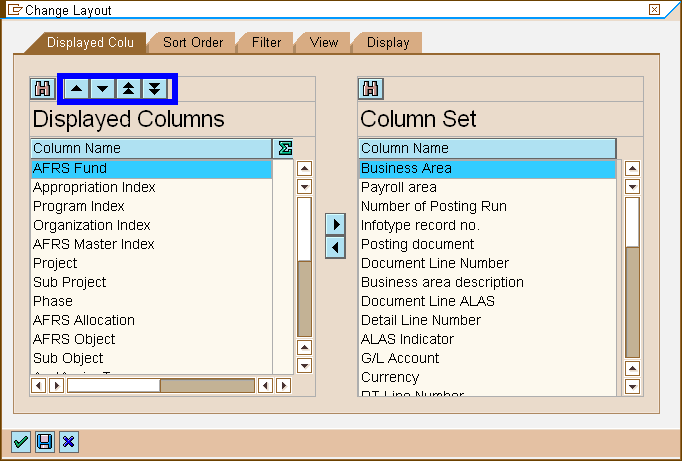 Change Layout
Displayed Colu
Sort Order
Filter
View
Display
Displayed Columns
Column Name
AFRS Fund
Appropriation Index
Program Index
Organization Index
AFRS Master Index
Project
Sub Project
Phase
AFRS Allocation
AFRS Object
Sub Object
Column Set
Column Name
Business Area
Payroll area
Number of Posting Run
Infotype record no.
Posting document
Document Line Number
Business area description
Document Line ALAS
Detail Line Number
ALAS Indicator
G/L Account
Currency
Line Number